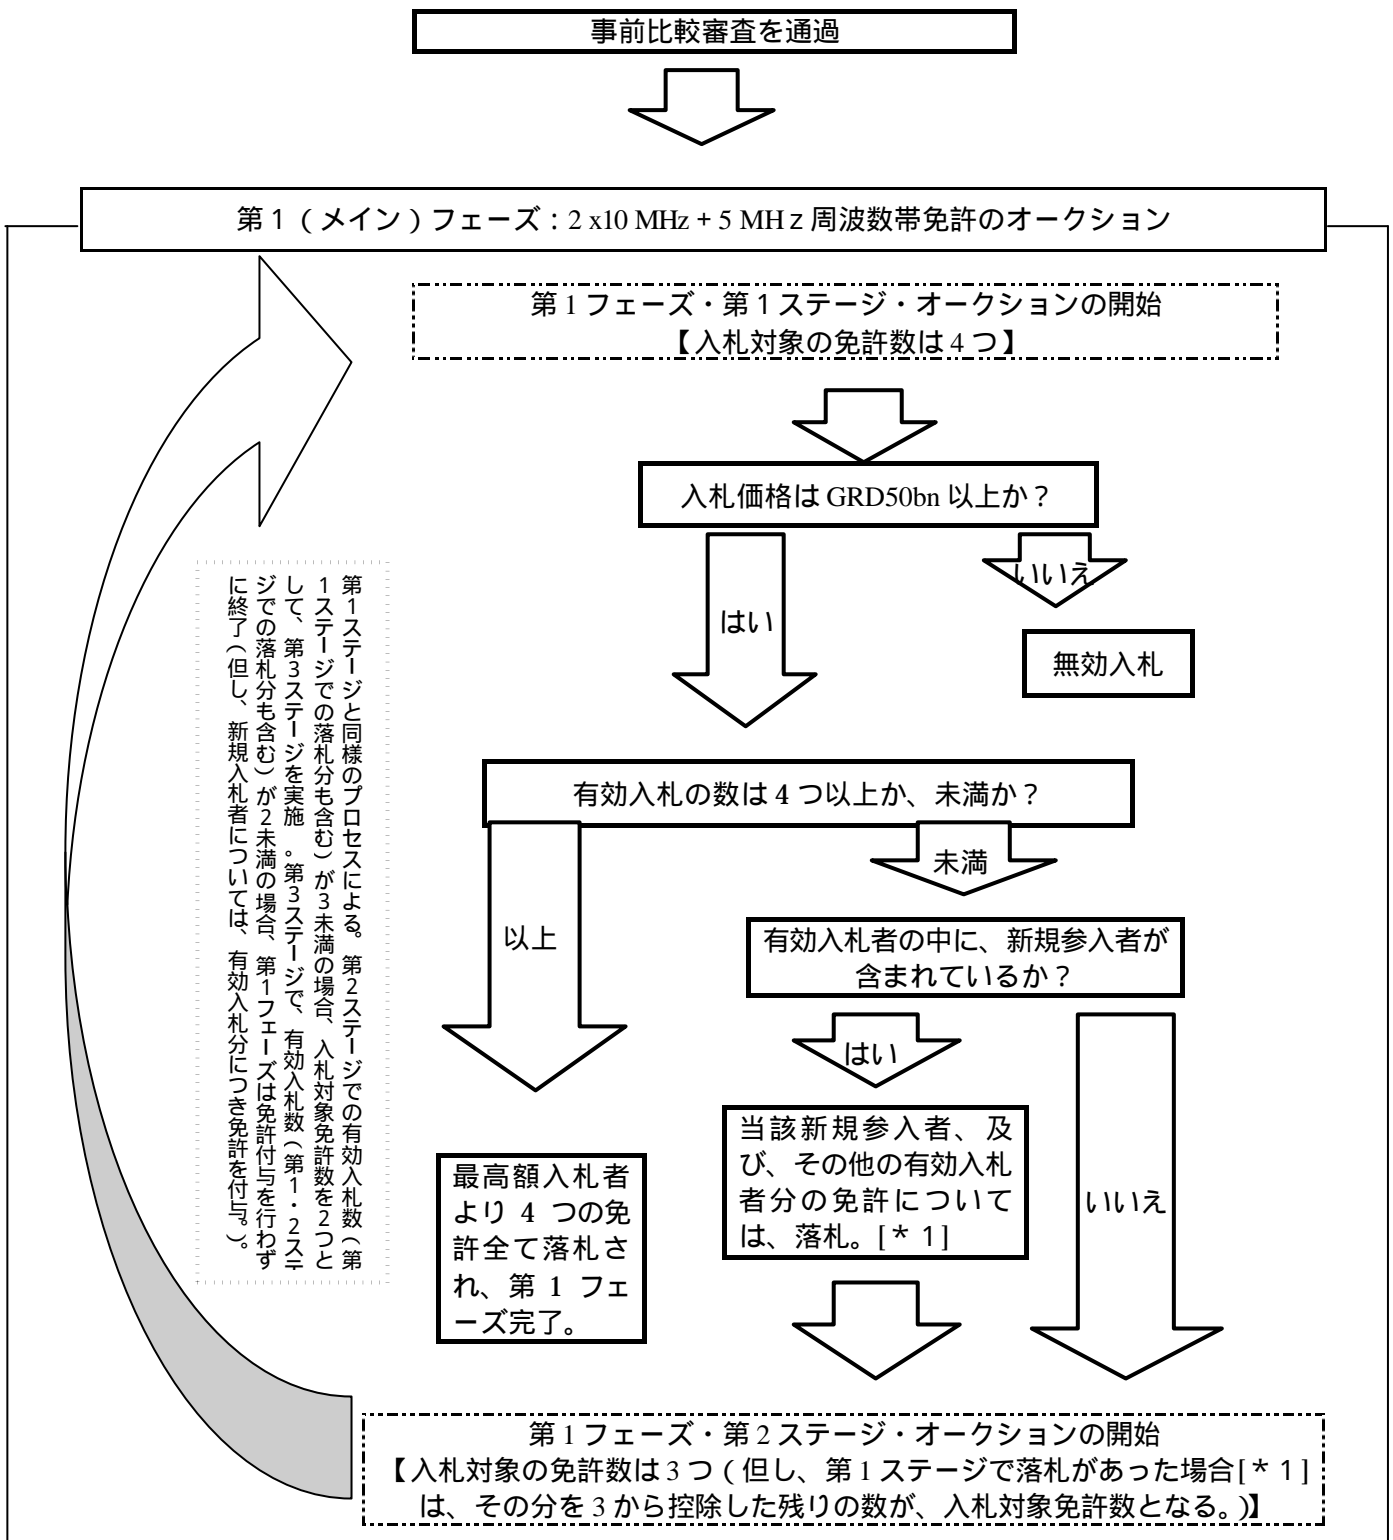 事前比較審査を通過
第１（メイン）フェーズ：2 x10 MHz + 5 MHｚ周波数帯免許のオークション
第1フェーズ・第１ステージ・オークションの開始
【入札対象の免許数は4つ】
入札価格は GRD50bn 以上か？
はい
いいえ
無効入札
有効入札の数は 4 つ以上か、未満か？
以上
未満
有効入札者の中に、新規参入者が
含まれているか？
はい
いいえ
当該新規参入者、及
び、その他の有効入札
者分の免許について
は、落札。[＊１]
最高額入札者
より 4 つの免
許全て落札さ
れ、第 1 フェ
ーズ完了。
第1ステージと同様のプロセスによる。第2ステージでの有効入札数（第
1ステージでの落札分も含む）が3未満の場合、入札対象免許数を2つと
して、第3ステージを実施　。第3ステージで、有効入札数（第1・2ステー
ジでの落札分も含む）が2未満の場合、第1フェーズは免許付与を行わず
に終了（但し、新規入札者については、有効入札分につき免許を付与。）。
第1フェーズ・第2ステージ・オークションの開始
【入札対象の免許数は3つ（但し、第1ステージで落札があった場合[＊１]
は、その分を3から控除した残りの数が、入札対象免許数となる。)】